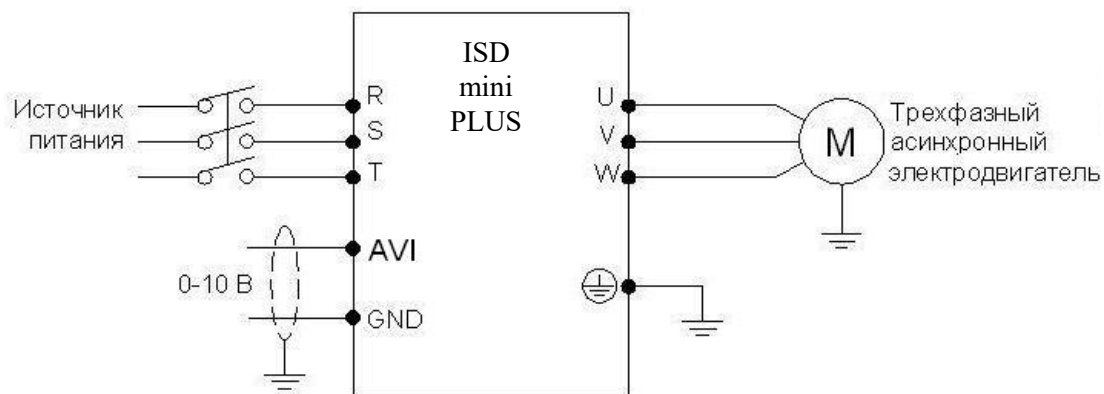 ISD
mini
PLUS
Источник
питания
R
S
T
U
V
W
M
Трехфазный
асинхронный
электродвигатель
AVI
0-10 В
GND